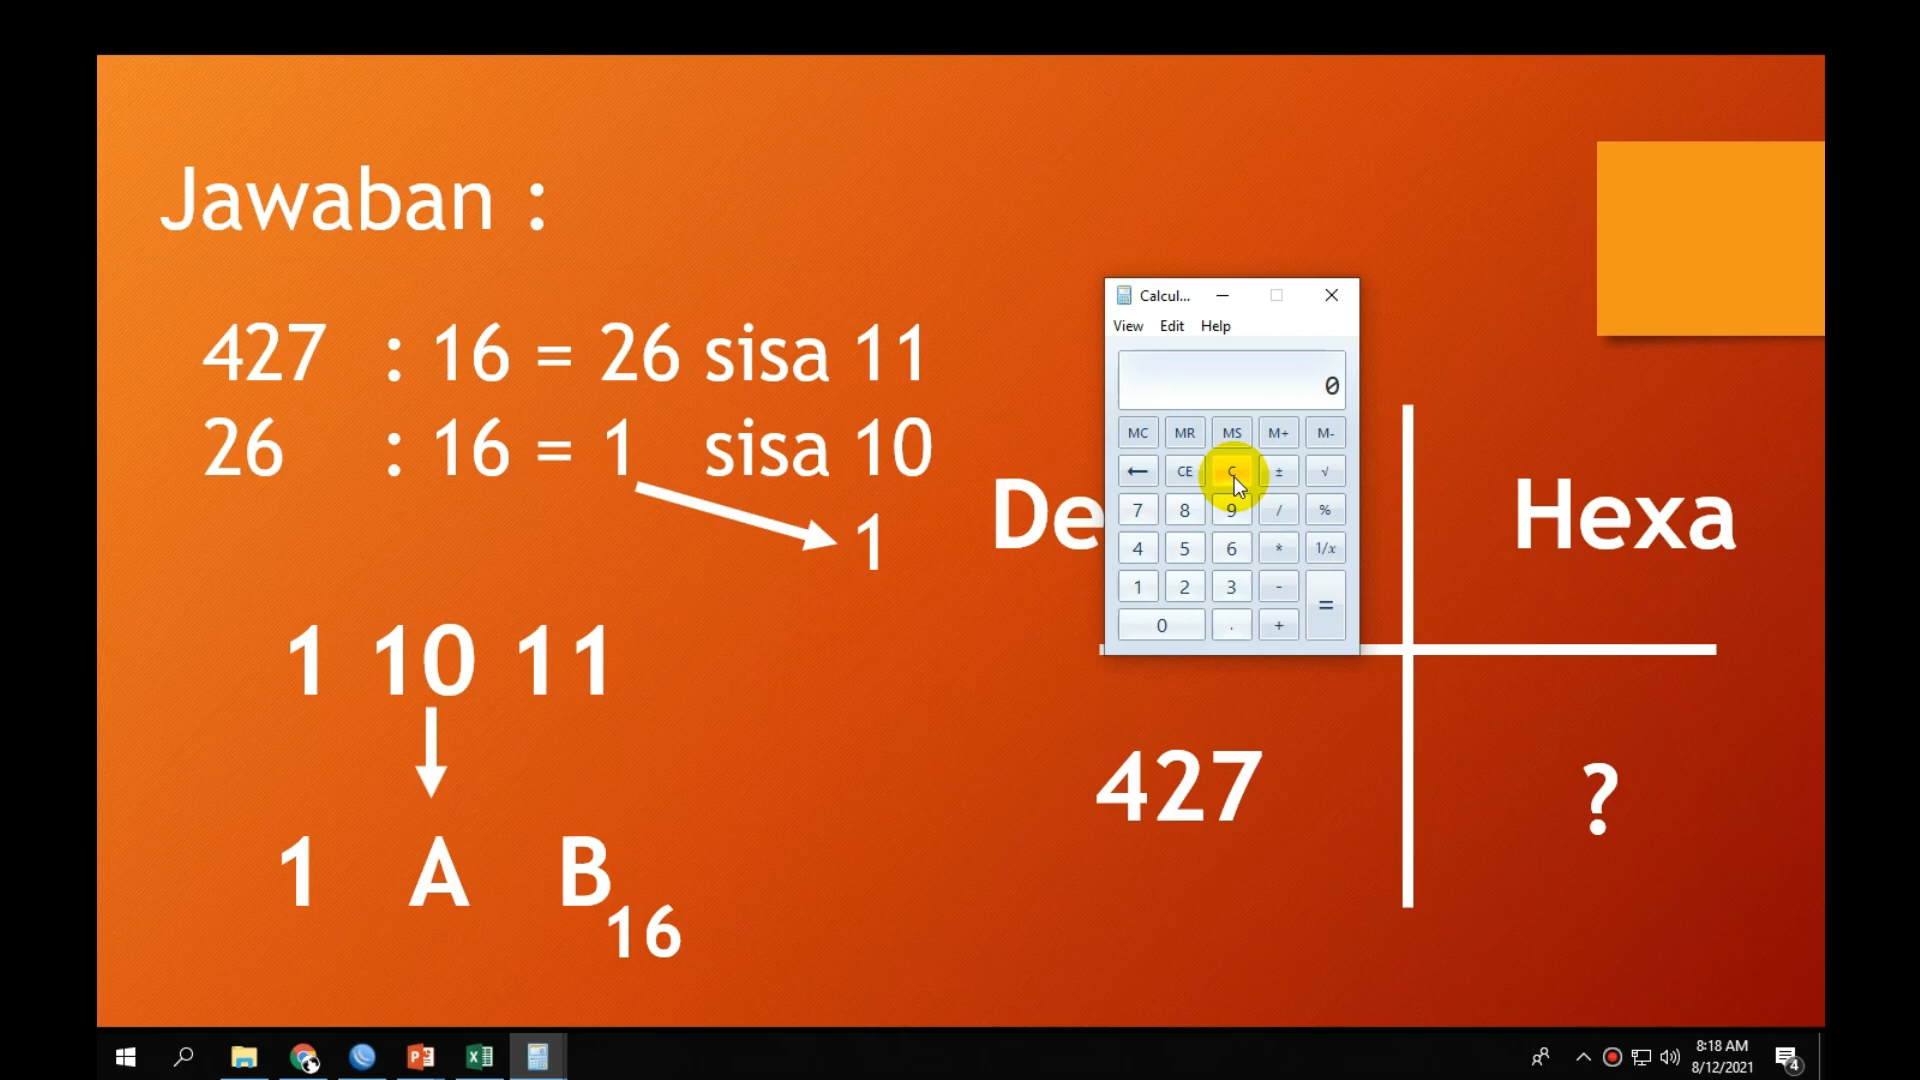 Jawaban :
427 : 16 = 26 sisa 11
26 : 16 = 1 sisa 10
1
1 10 11
1 A B16
De
Hexa
427
?
Calcul...
View Edit Help
0
MC MR MS M+ M-
← CE C ± √
7 8 9 / %
4 5 6 * 1/x
1 2 3 - =
0 . +
8:18 AM
8/12/2021
4